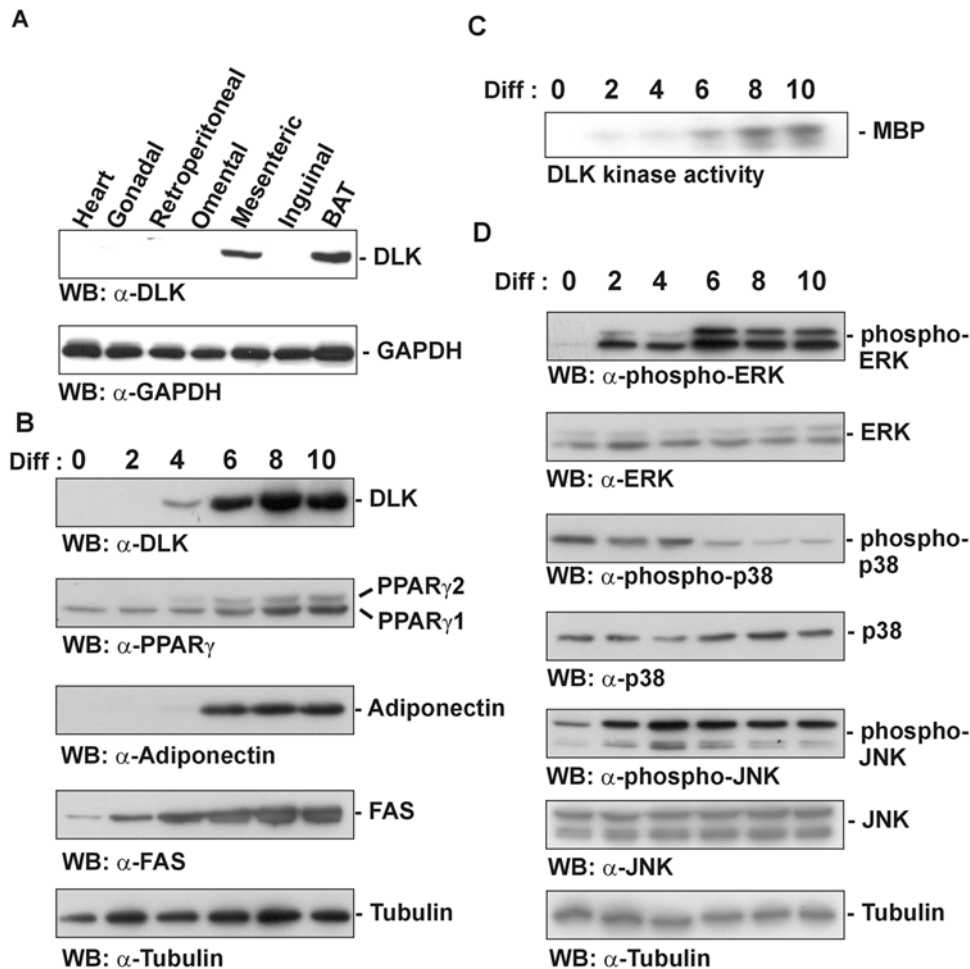 A
Heart
Gonadal
Retroperitoneal
Omental
Mesenteric
Inguinal
BAT
- DLK
WB: α-DLK
- GAPDH
WB: α-GAPDH
B
Diff : 0 2 4 6 8 10
- DLK
WB: α-DLK
PPARγ2
PPARγ1
WB: α-PPARγ
- Adiponectin
WB: α-Adiponectin
- FAS
WB: α-FAS
- Tubulin
WB: α-Tubulin
C
Diff : 0 2 4 6 8 10
- MBP
DLK kinase activity
D
Diff : 0 2 4 6 8 10
- phospho-
ERK
WB: α-phospho-ERK
- ERK
WB: α-ERK
- phospho-
p38
WB: α-phospho-p38
- p38
WB: α-p38
- phospho-
JNK
WB: α-phospho-JNK
- JNK
WB: α-JNK
- Tubulin
WB: α-Tubulin